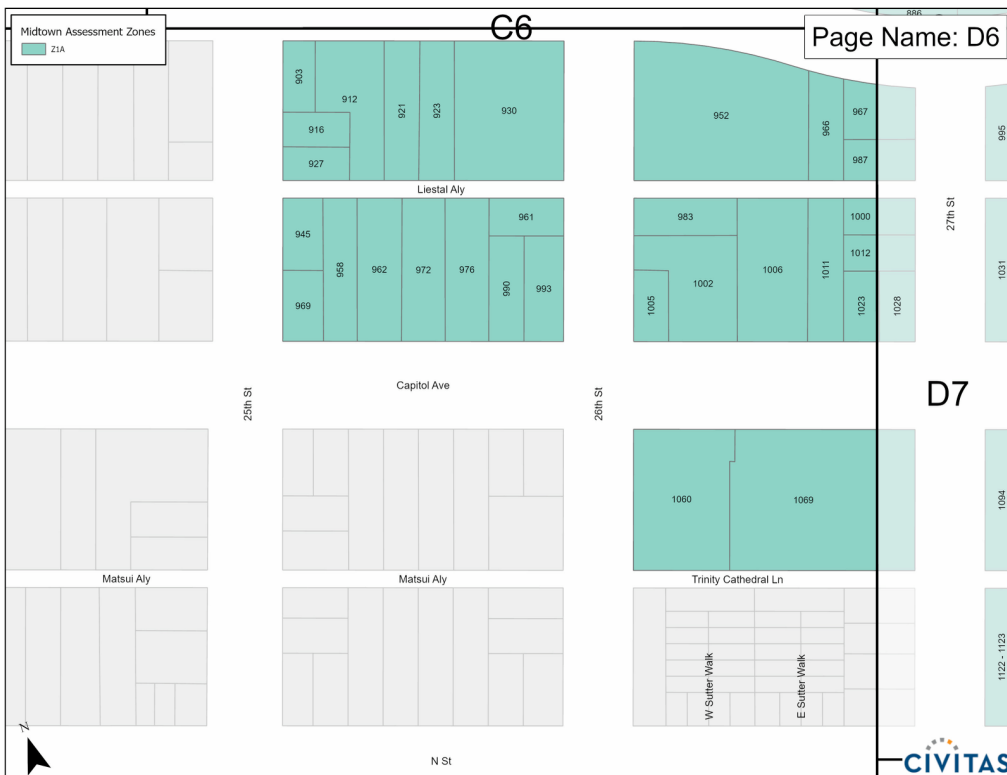 Midtown Assessment Zones
Z1A
C6
886
Page Name: D6
903
912
921
923
930
916
927
952
966
967
987
995
Liestal Aly
945
958
962
972
976
961
990
993
969
983
1002
1005
1006
1011
1000
1012
1023
1028
27th St
1031
Capitol Ave
25th St
26th St
D7
1060
1069
1094
Matsui Aly
Matsui Aly
Trinity Cathedral Ln
W Sutter Walk
E Sutter Walk
1122 - 1123
N
N St
CIVITAS